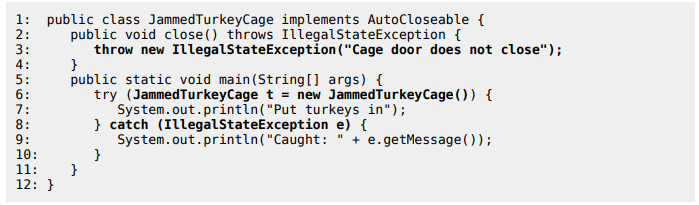 1: public class JammedTurkeyCage implements AutoCloseable {
2:    public void close() throws IllegalStateException {
3:       throw new IllegalStateException("Cage door does not close");
4:    }
5:    public static void main(String[] args) {
6:       try (JammedTurkeyCage t = new JammedTurkeyCage()) {
7:          System.out.println("Put turkeys in");
8:       } catch (IllegalStateException e) {
9:          System.out.println("Caught: " + e.getMessage());
10:       }
11:    }
12: }